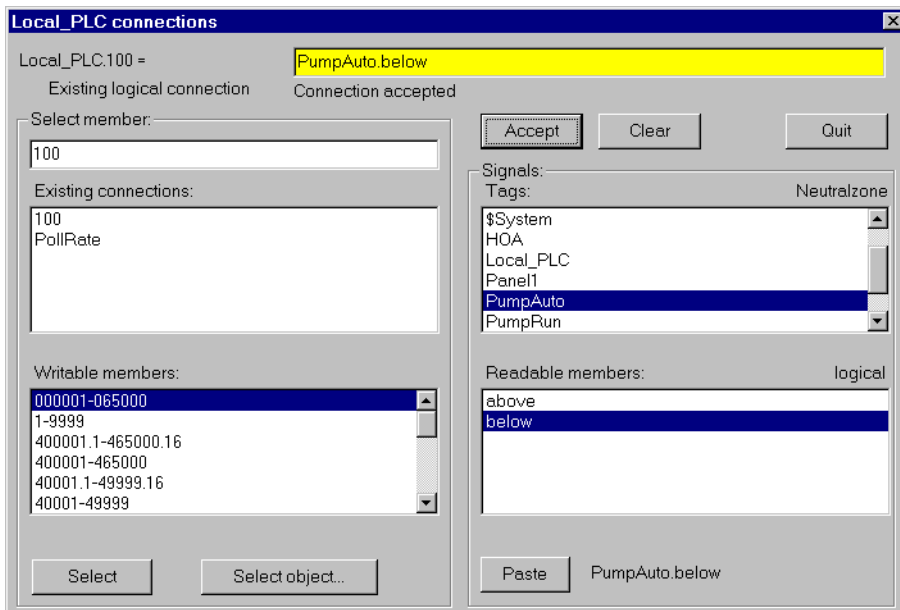 Local_PLC connections
Local_PLC.100 =
PumpAuto.below
Existing logical connection
Connection accepted
Select member:
100
Existing connections:
100
PollRate
Writable members:
000001-065000
1-9999
400001.1-465000.16
400001-465000
40001.1-49999.16
40001-49999
Select
Select object...
Accept
Clear
Quit
Signals:
Tags:
Neutralzone
$System
HOA
Local_PLC
Panel1
PumpAuto
PumpRun
Readable members:
logical
above
below
Paste
PumpAuto.below